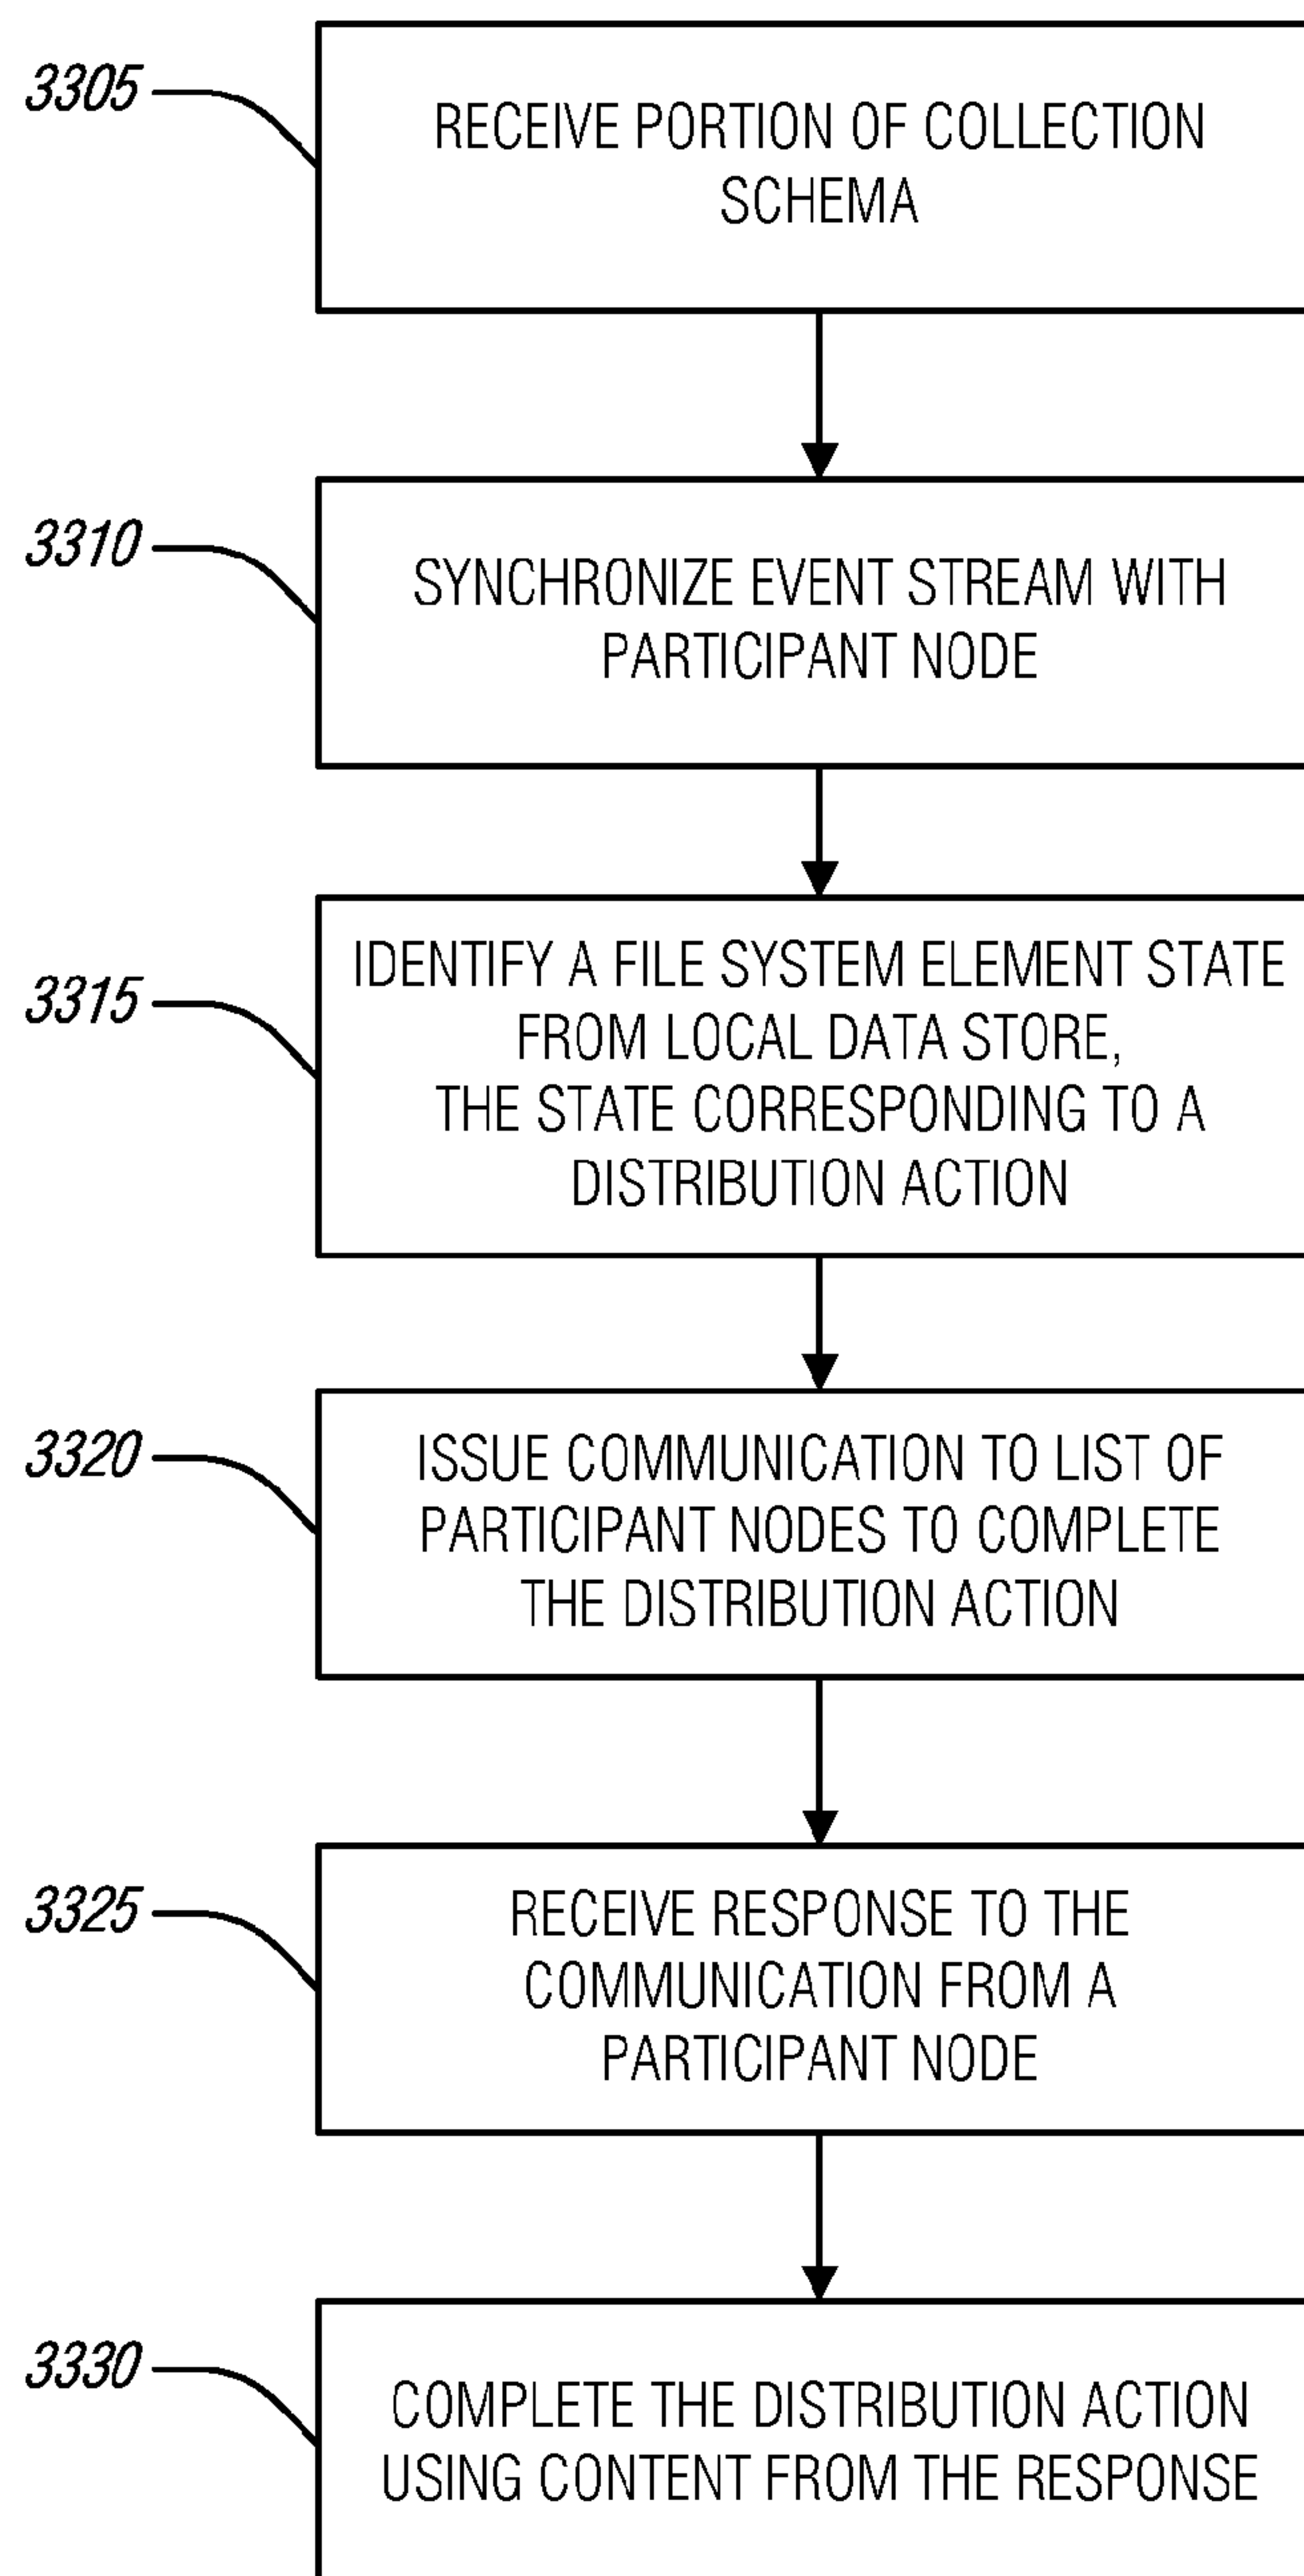 3305
RECEIVE PORTION OF COLLECTION
SCHEMA
3310
SYNCHRONIZE EVENT STREAM WITH
PARTICIPANT NODE
3315
IDENTIFY A FILE SYSTEM ELEMENT STATE
FROM LOCAL DATA STORE,
THE STATE CORRESPONDING TO A
DISTRIBUTION ACTION
3320
ISSUE COMMUNICATION TO LIST OF
PARTICIPANT NODES TO COMPLETE
THE DISTRIBUTION ACTION
3325
RECEIVE RESPONSE TO THE
COMMUNICATION FROM A
PARTICIPANT NODE
3330
COMPLETE THE DISTRIBUTION ACTION
USING CONTENT FROM THE RESPONSE